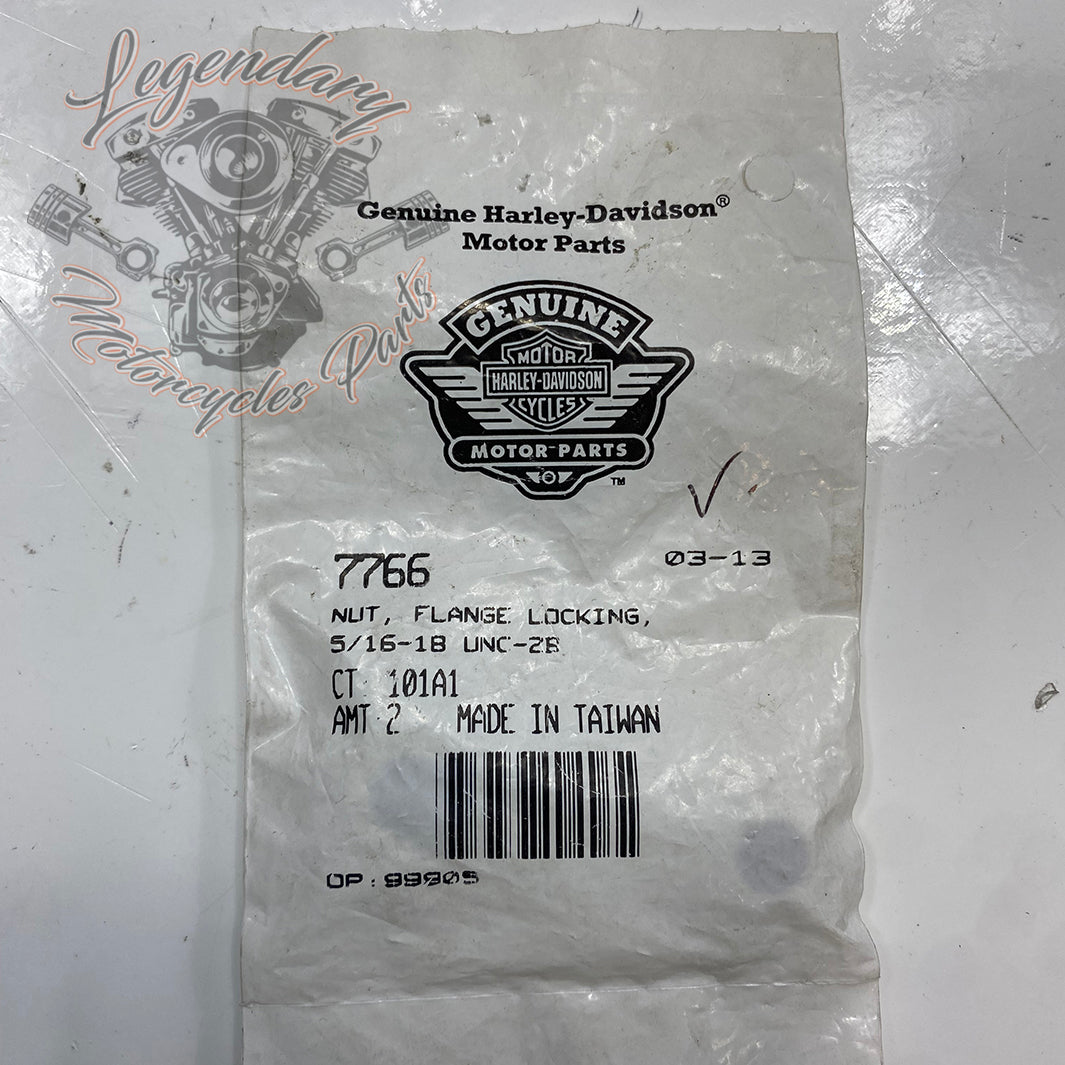 Legendary
Motorcycles Parts
Genuine Harley-Davidson®
Motor Parts
GENUINE
MOTOR
HARLEY-DAVIDSON
CYCLES
MOTOR-PARTS
TM
7766
03-13
NUT, FLANGE LOCKING,
5/16-18 UNC-2B
CT: 101A1
AMT 2 MADE IN TAIWAN
OP: